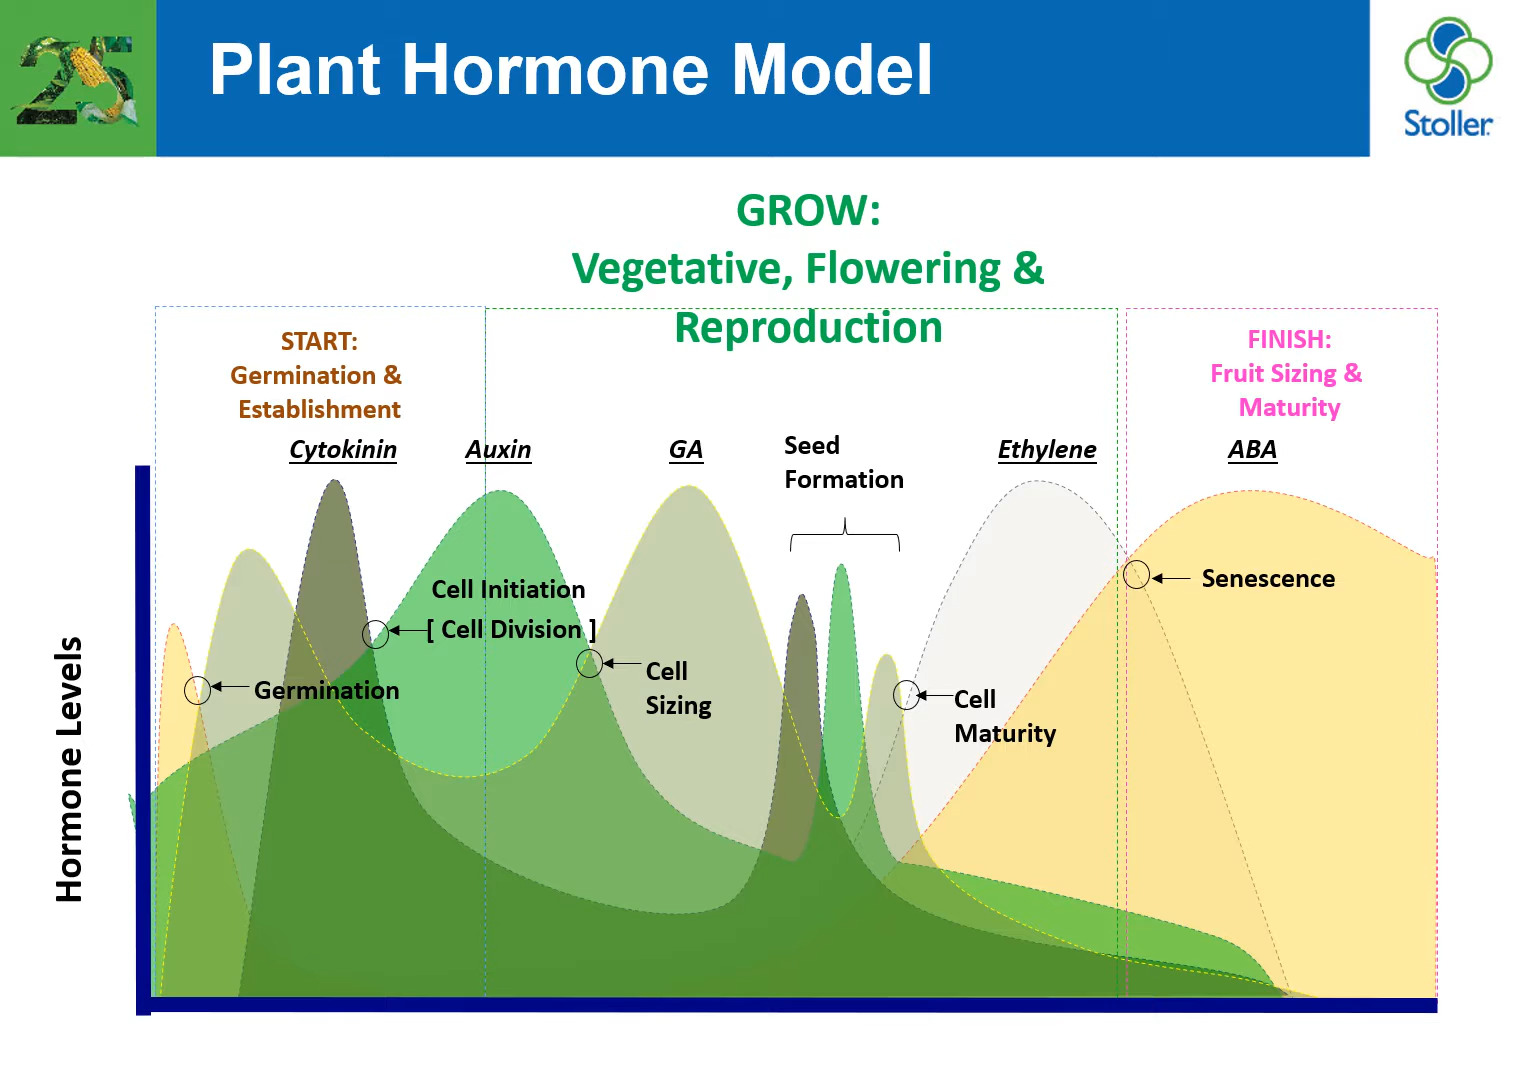 25
Plant Hormone Model
Stoller
GROW:
Vegetative, Flowering &
Reproduction
START:
Germination &
Establishment
FINISH:
Fruit Sizing &
Maturity
Cytokinin
Auxin
GA
Seed
Formation
Ethylene
ABA
Cell Initiation
[ Cell Division ]
Senescence
Germination
Cell
Sizing
Cell
Maturity
Hormone Levels